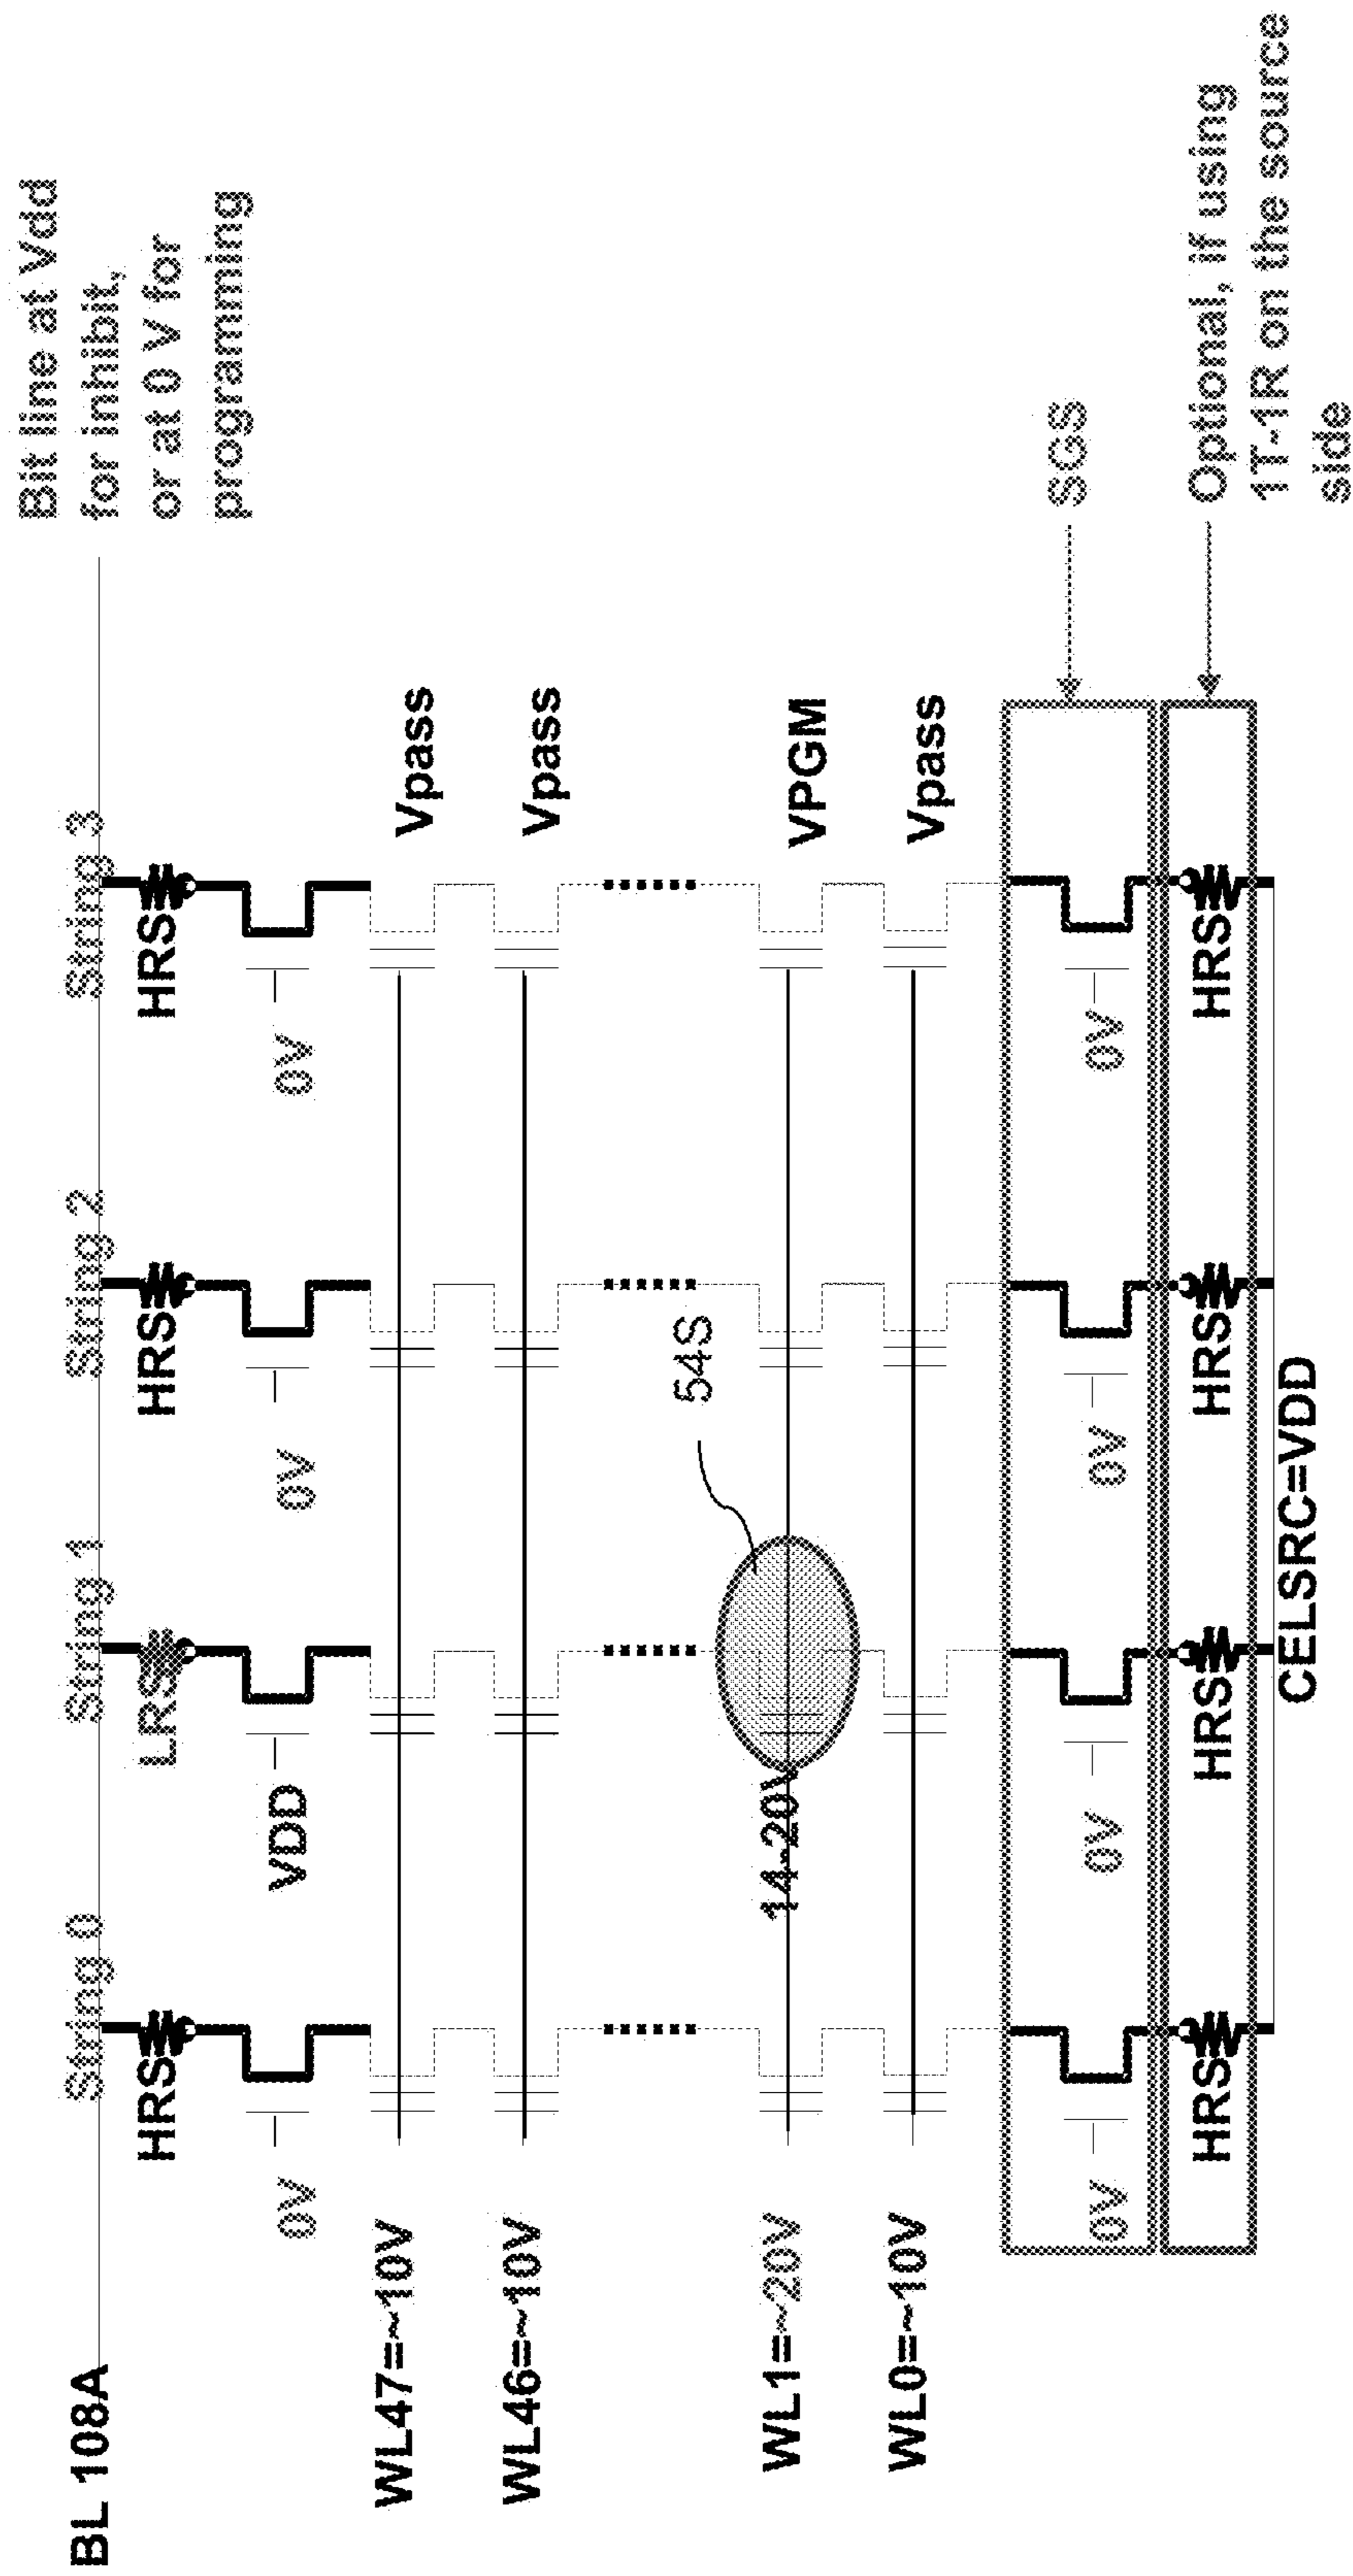 Bit line at Vdd
for inhibit,
or at 0 V for
programming
BL 108A
String 0
String 1
String 2
String 3
HRS
LRS
HRS
HRS
0V
VDD
0V
0V
WL47=~10V
Vpass
WL46=~10V
Vpass
54S
WL1=~20V
14-20V
VPGM
WL0=~10V
Vpass
0V
0V
0V
0V
SGS
HRS
HRS
HRS
HRS
Optional, if using
1T-1R on the source
side
CELSRC=VDD